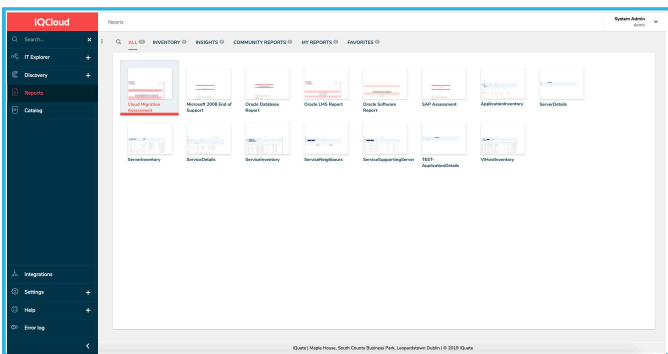 iQCloud
Reports
System Admin
demo
Search...
ALL
INVENTORY
INSIGHTS
COMMUNITY REPORTS
MY REPORTS
FAVORITES
IT Explorer
Discovery
Reports
Catalog
Cloud Migration Assessment
Microsoft 2008 End of Support
Oracle Database Report
Oracle LMS Report
Oracle Software Report
SAP Assessment
ApplicationInventory
ServerDetails
ServerInventory
ServiceDetails
ServiceInventory
ServiceNeighbours
ServiceSupportingServer
TEST-ApplicationDetails
VMHostInventory
Integrations
Settings
Help
Error log
iQuate | Maple House, South County Business Park, Leopardstown Dublin | © 2019 iQuate